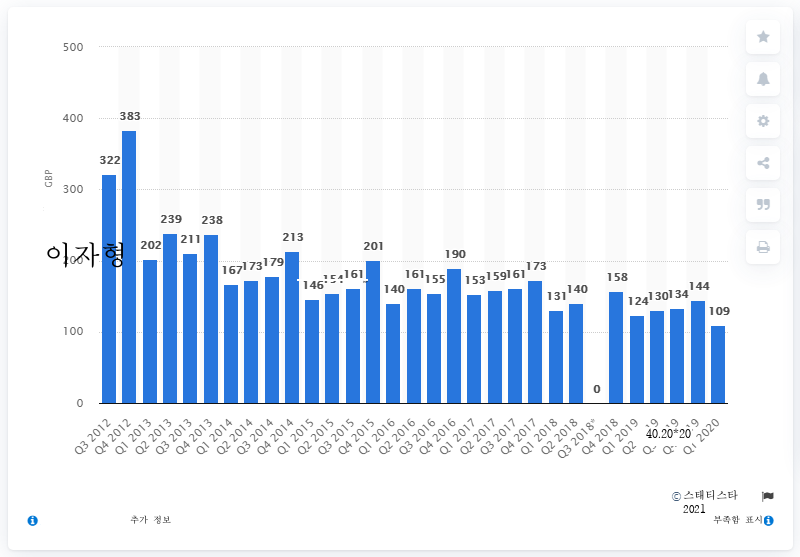 500
400
300
200
100
0
GBP
이자형
322
383
202
239
211
238
167
173
179
213
146
154
161
201
140
161
155
190
153
159
161
173
131
140
0
158
124
130
134
144
109
Q3 2012
Q4 2012
Q1 2013
Q2 2013
Q3 2013
Q4 2013
Q1 2014
Q2 2014
Q3 2014
Q4 2014
Q1 2015
Q2 2015
Q3 2015
Q4 2015
Q1 2016
Q2 2016
Q3 2016
Q4 2016
Q1 2017
Q2 2017
Q3 2017
Q4 2017
Q1 2018
Q2 2018
Q3 2018*
Q4 2018
Q1 2019
Q1 2020
40.20*20
© 스태티스타
2021
추가 정보
부족함 표시